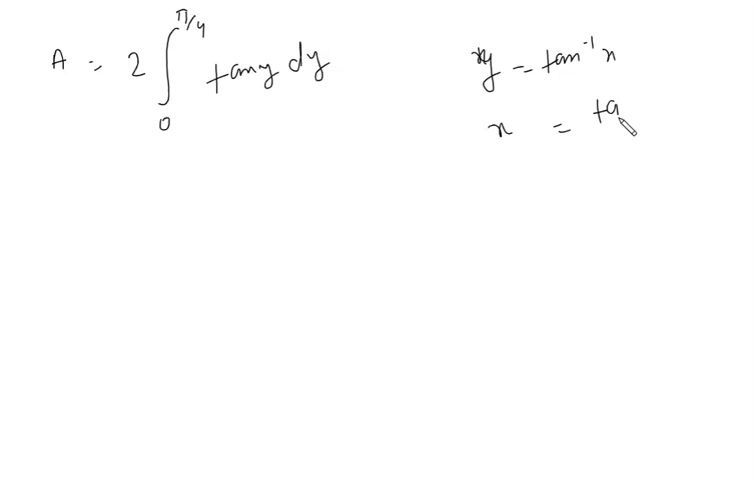 A = 2 ∫₀^{π/4} tan y dy
y = tan⁻¹ x
x = ta